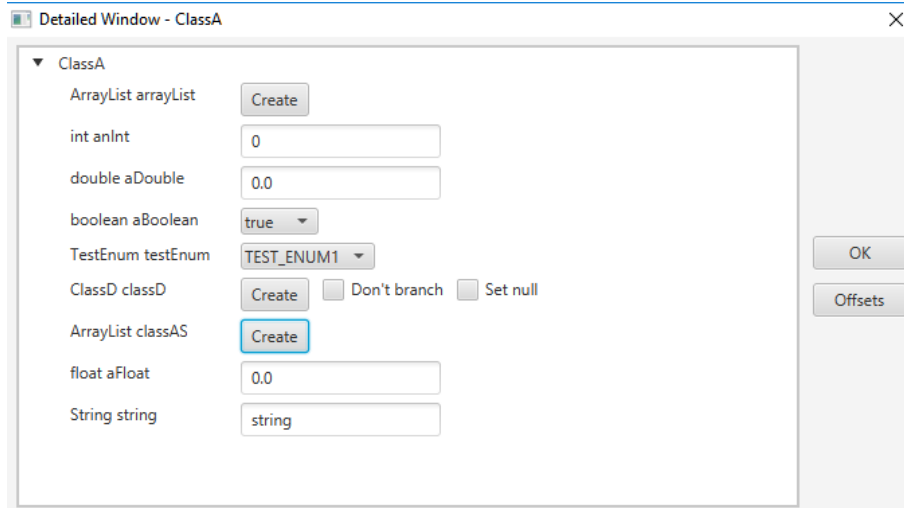 Detailed Window - ClassA
ClassA
ArrayList arrayList Create
int anInt 0
double aDouble 0.0
boolean aBoolean true
TestEnum testEnum TEST_ENUM1
ClassD classD Create Don't branch Set null
ArrayList classAS Create
float aFloat 0.0
String string string
OK
Offsets